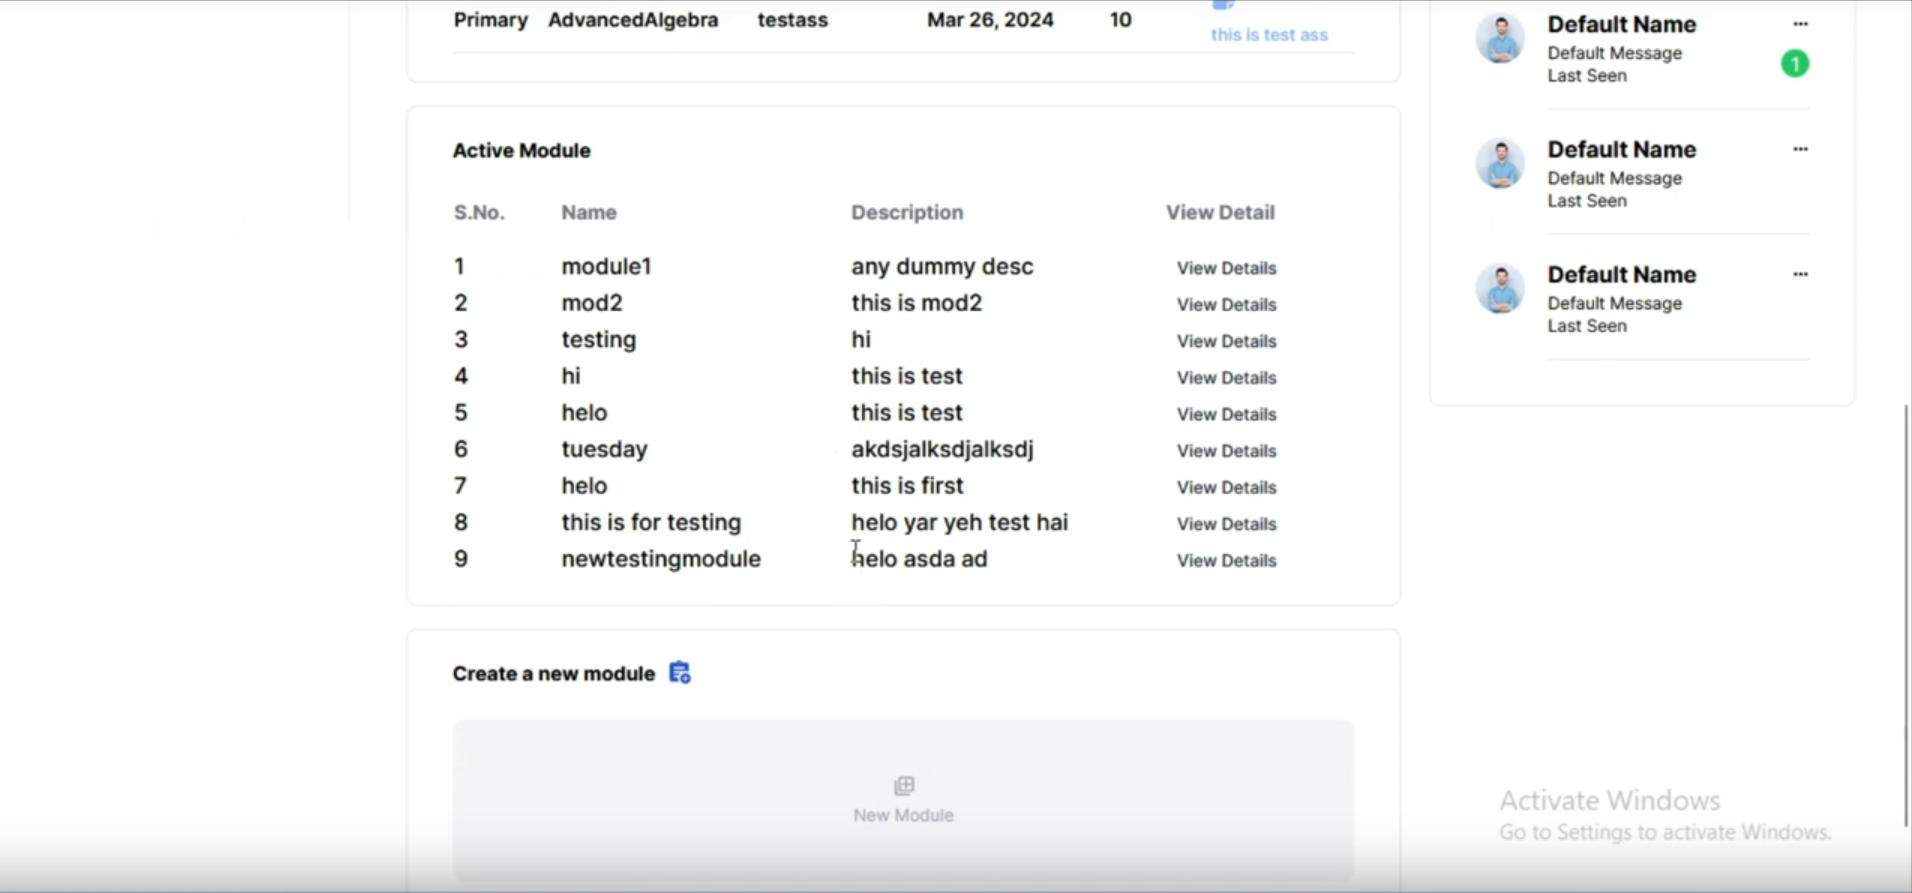 Primary AdvancedAlgebra testass Mar 26, 2024 10
this is test ass
Active Module
S.No. Name Description View Detail
1 module1 any dummy desc View Details
2 mod2 this is mod2 View Details
3 testing hi View Details
4 hi this is test View Details
5 helo this is test View Details
6 tuesday akdsjalksdjalksdj View Details
7 helo this is first View Details
8 this is for testing helo yar yeh test hai View Details
9 newtestingmodule helo asda ad View Details
Create a new module
New Module
Default Name
...
Default Message
1
Last Seen
Default Name
...
Default Message
Last Seen
Default Name
...
Default Message
Last Seen
Activate Windows
Go to Settings to activate Windows.